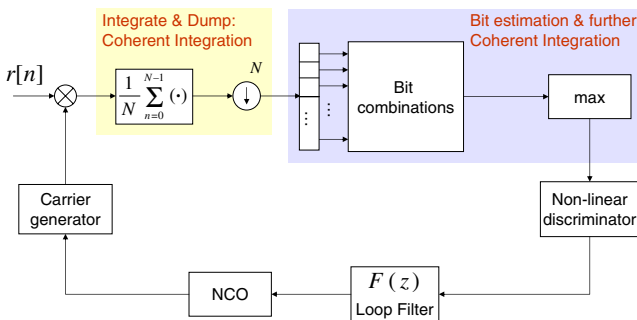 Integrate & Dump:
Coherent Integration
Bit estimation & further
Coherent Integration
r[n]
1/N ∑_{n=0}^{N-1} (·)
N
↓
⋮
⋮
Bit
combinations
max
Carrier
generator
Non-linear
discriminator
NCO
F(z)
Loop Filter